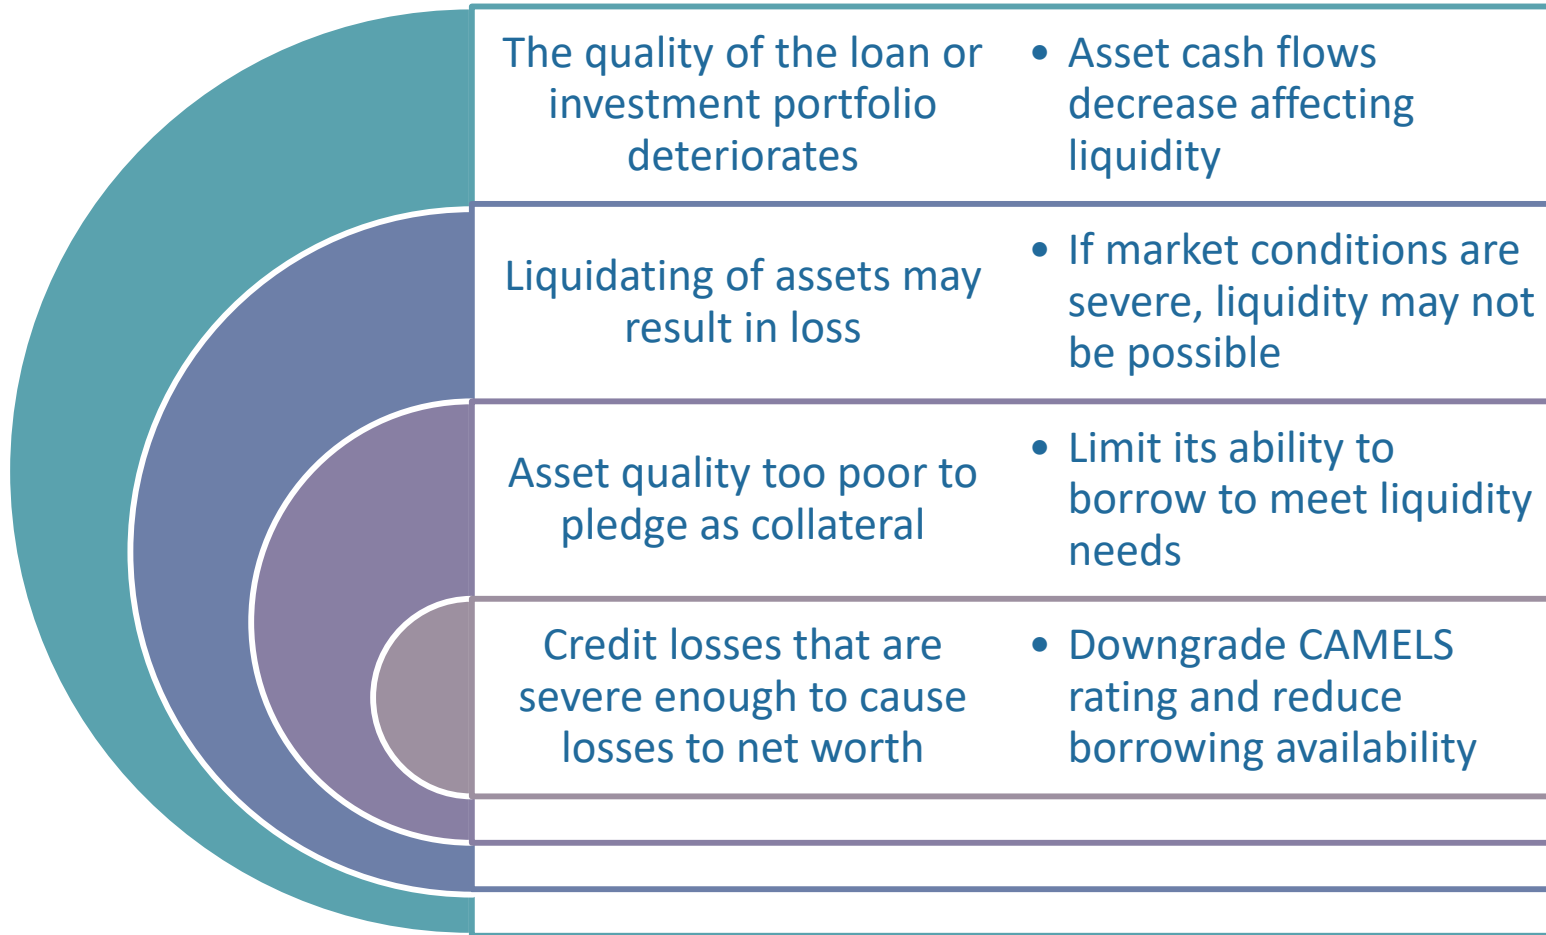 The quality of the loan or
investment portfolio
deteriorates
• Asset cash flows
decrease affecting
liquidity
Liquidating of assets may
result in loss
• If market conditions are
severe, liquidity may not
be possible
Asset quality too poor to
pledge as collateral
• Limit its ability to
borrow to meet liquidity
needs
Credit losses that are
severe enough to cause
losses to net worth
• Downgrade CAMELS
rating and reduce
borrowing availability